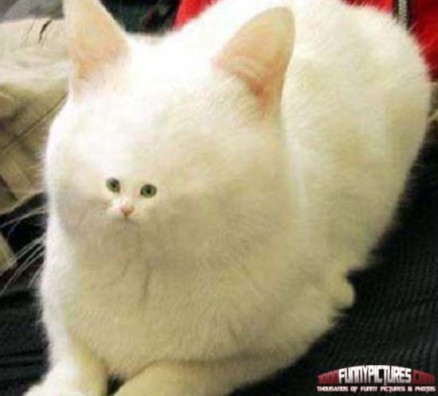 FUNNYPICTURES
THOUSANDS OF FUNNY PICTURES & PHOTOS